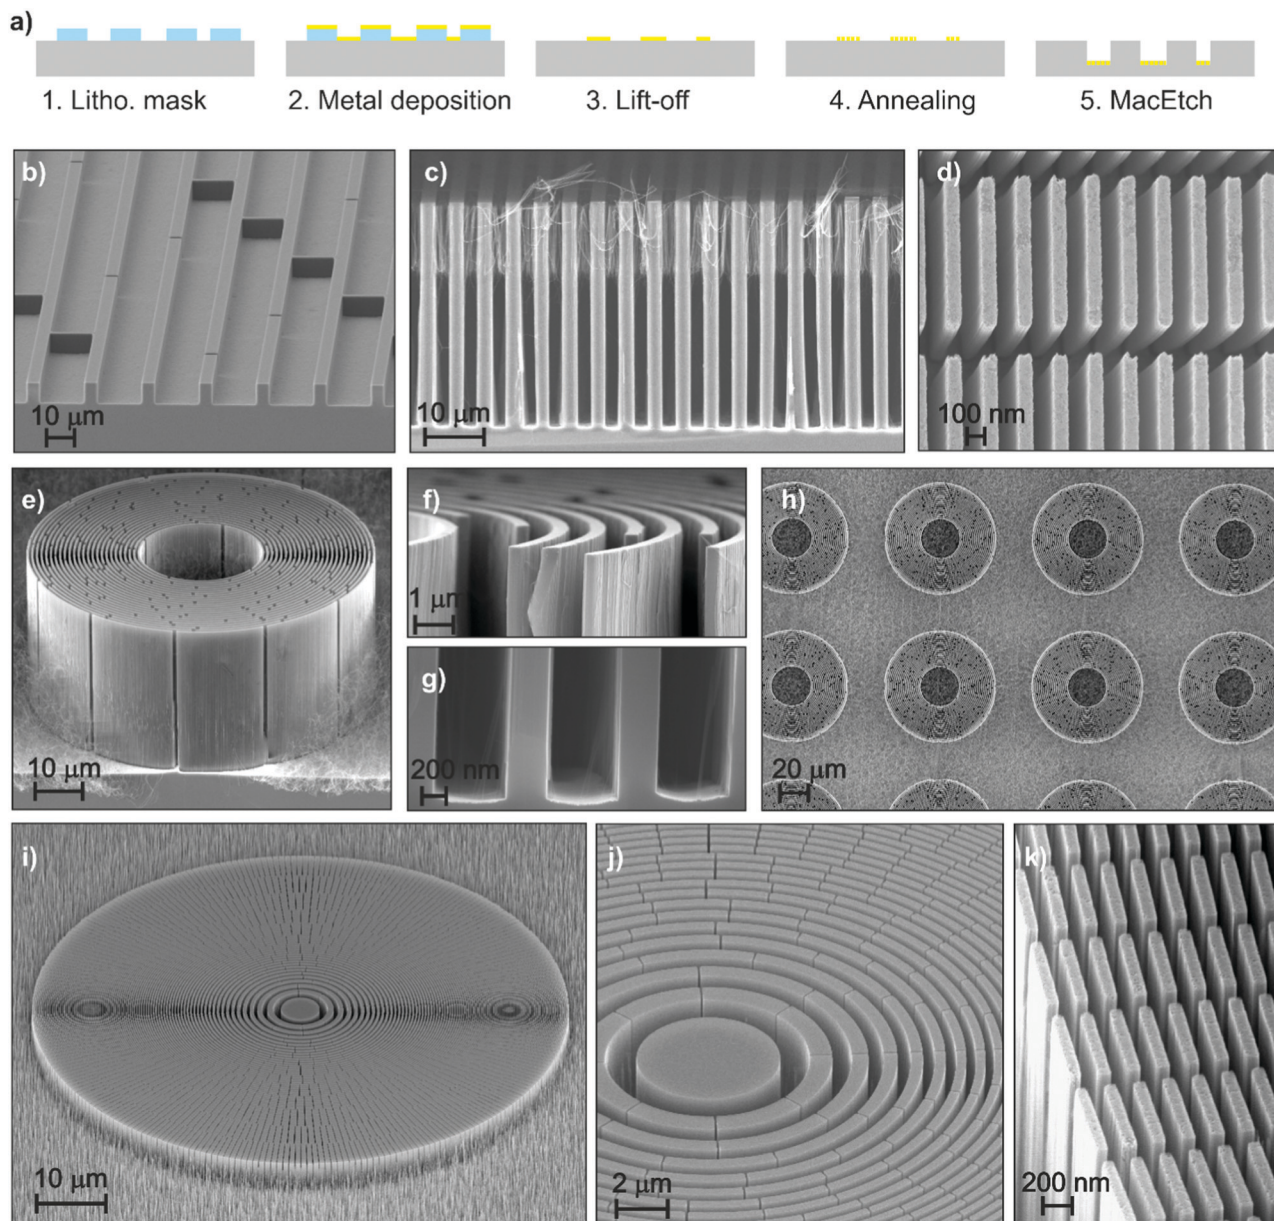 a)
1. Litho. mask
2. Metal deposition
3. Lift-off
4. Annealing
5. MacEtch
b)
10 μm
c)
10 μm
d)
100 nm
e)
10 μm
f)
1 μm
g)
200 nm
h)
20 μm
i)
10 μm
j)
2 μm
k)
200 nm